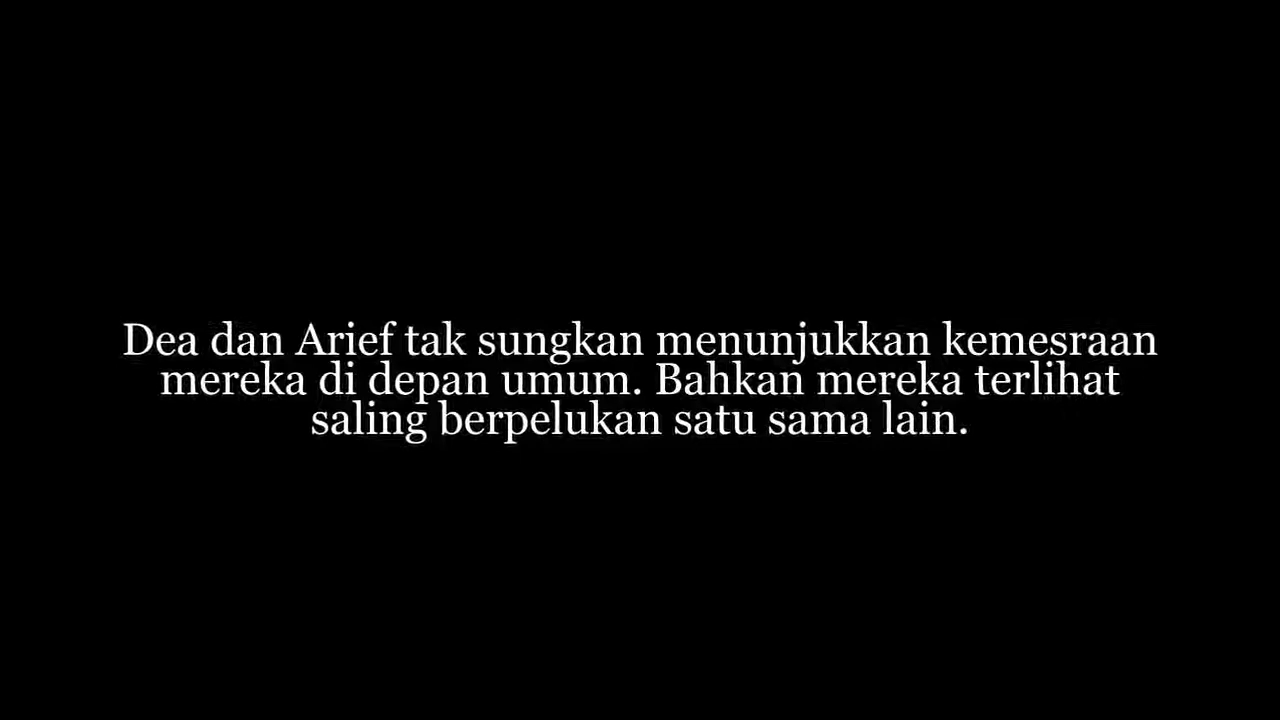 Dea dan Arief tak sungkan menunjukkan kemesraan
mereka di depan umum. Bahkan mereka terlihat
saling berpelukan satu sama lain.